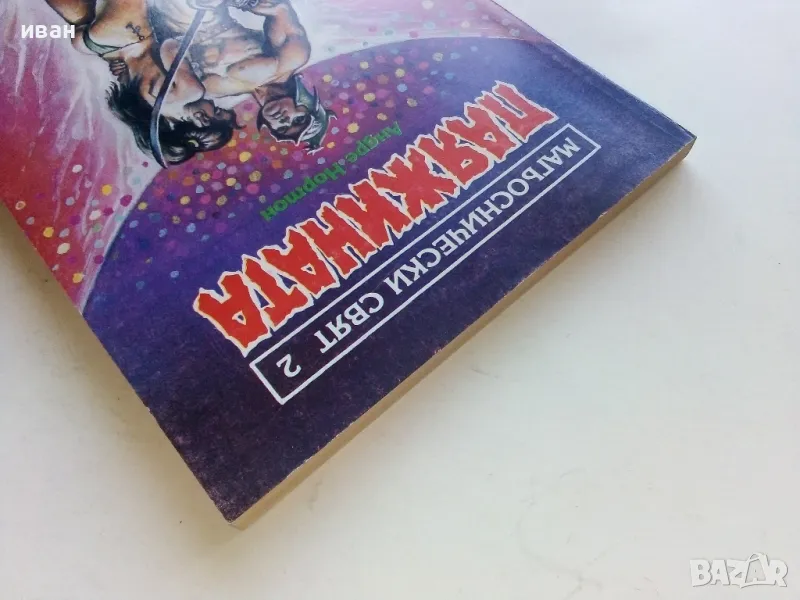 иван
МАГЬОСНИЧЕСКИ СВЯТ 2
ПАЯЖИНАТА
Андре Нортон
BAZAR